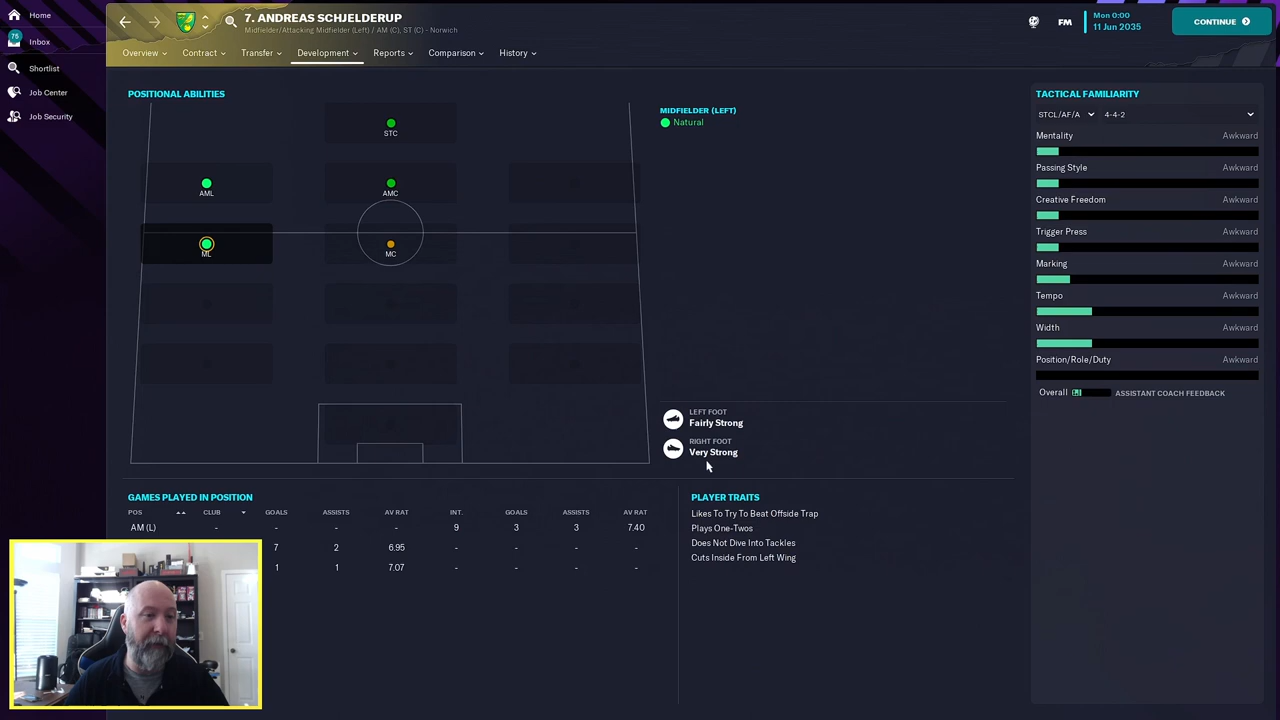 Home
75
Inbox
Shortlist
Job Center
Job Security
7. ANDREAS SCHJELDERUP
Midfielder/Attacking Midfielder (Left) / AM (C), ST (C) - Norwich
FM
Mon 0:00
11 Jun 2035
CONTINUE
Overview
Contract
Transfer
Development
Reports
Comparison
History
POSITIONAL ABILITIES
STC
AML
AMC
ML
MC
MIDFIELDER (LEFT)
Natural
LEFT FOOT
Fairly Strong
RIGHT FOOT
Very Strong
TACTICAL FAMILIARITY
STCL/AF/A
4-4-2
Mentality Awkward
Passing Style Awkward
Creative Freedom Awkward
Trigger Press Awkward
Marking Awkward
Tempo Awkward
Width Awkward
Position/Role/Duty Awkward
Overall ASSISTANT COACH FEEDBACK
GAMES PLAYED IN POSITION
POS CLUB GOALS ASSISTS AV RAT INT. GOALS ASSISTS AV RAT
AM (L) - - - - 9 3 3 7.40
7 2 6.95 - - - -
1 1 7.07 - - - -
PLAYER TRAITS
Likes To Try To Beat Offside Trap
Plays One-Twos
Does Not Dive Into Tackles
Cuts Inside From Left Wing